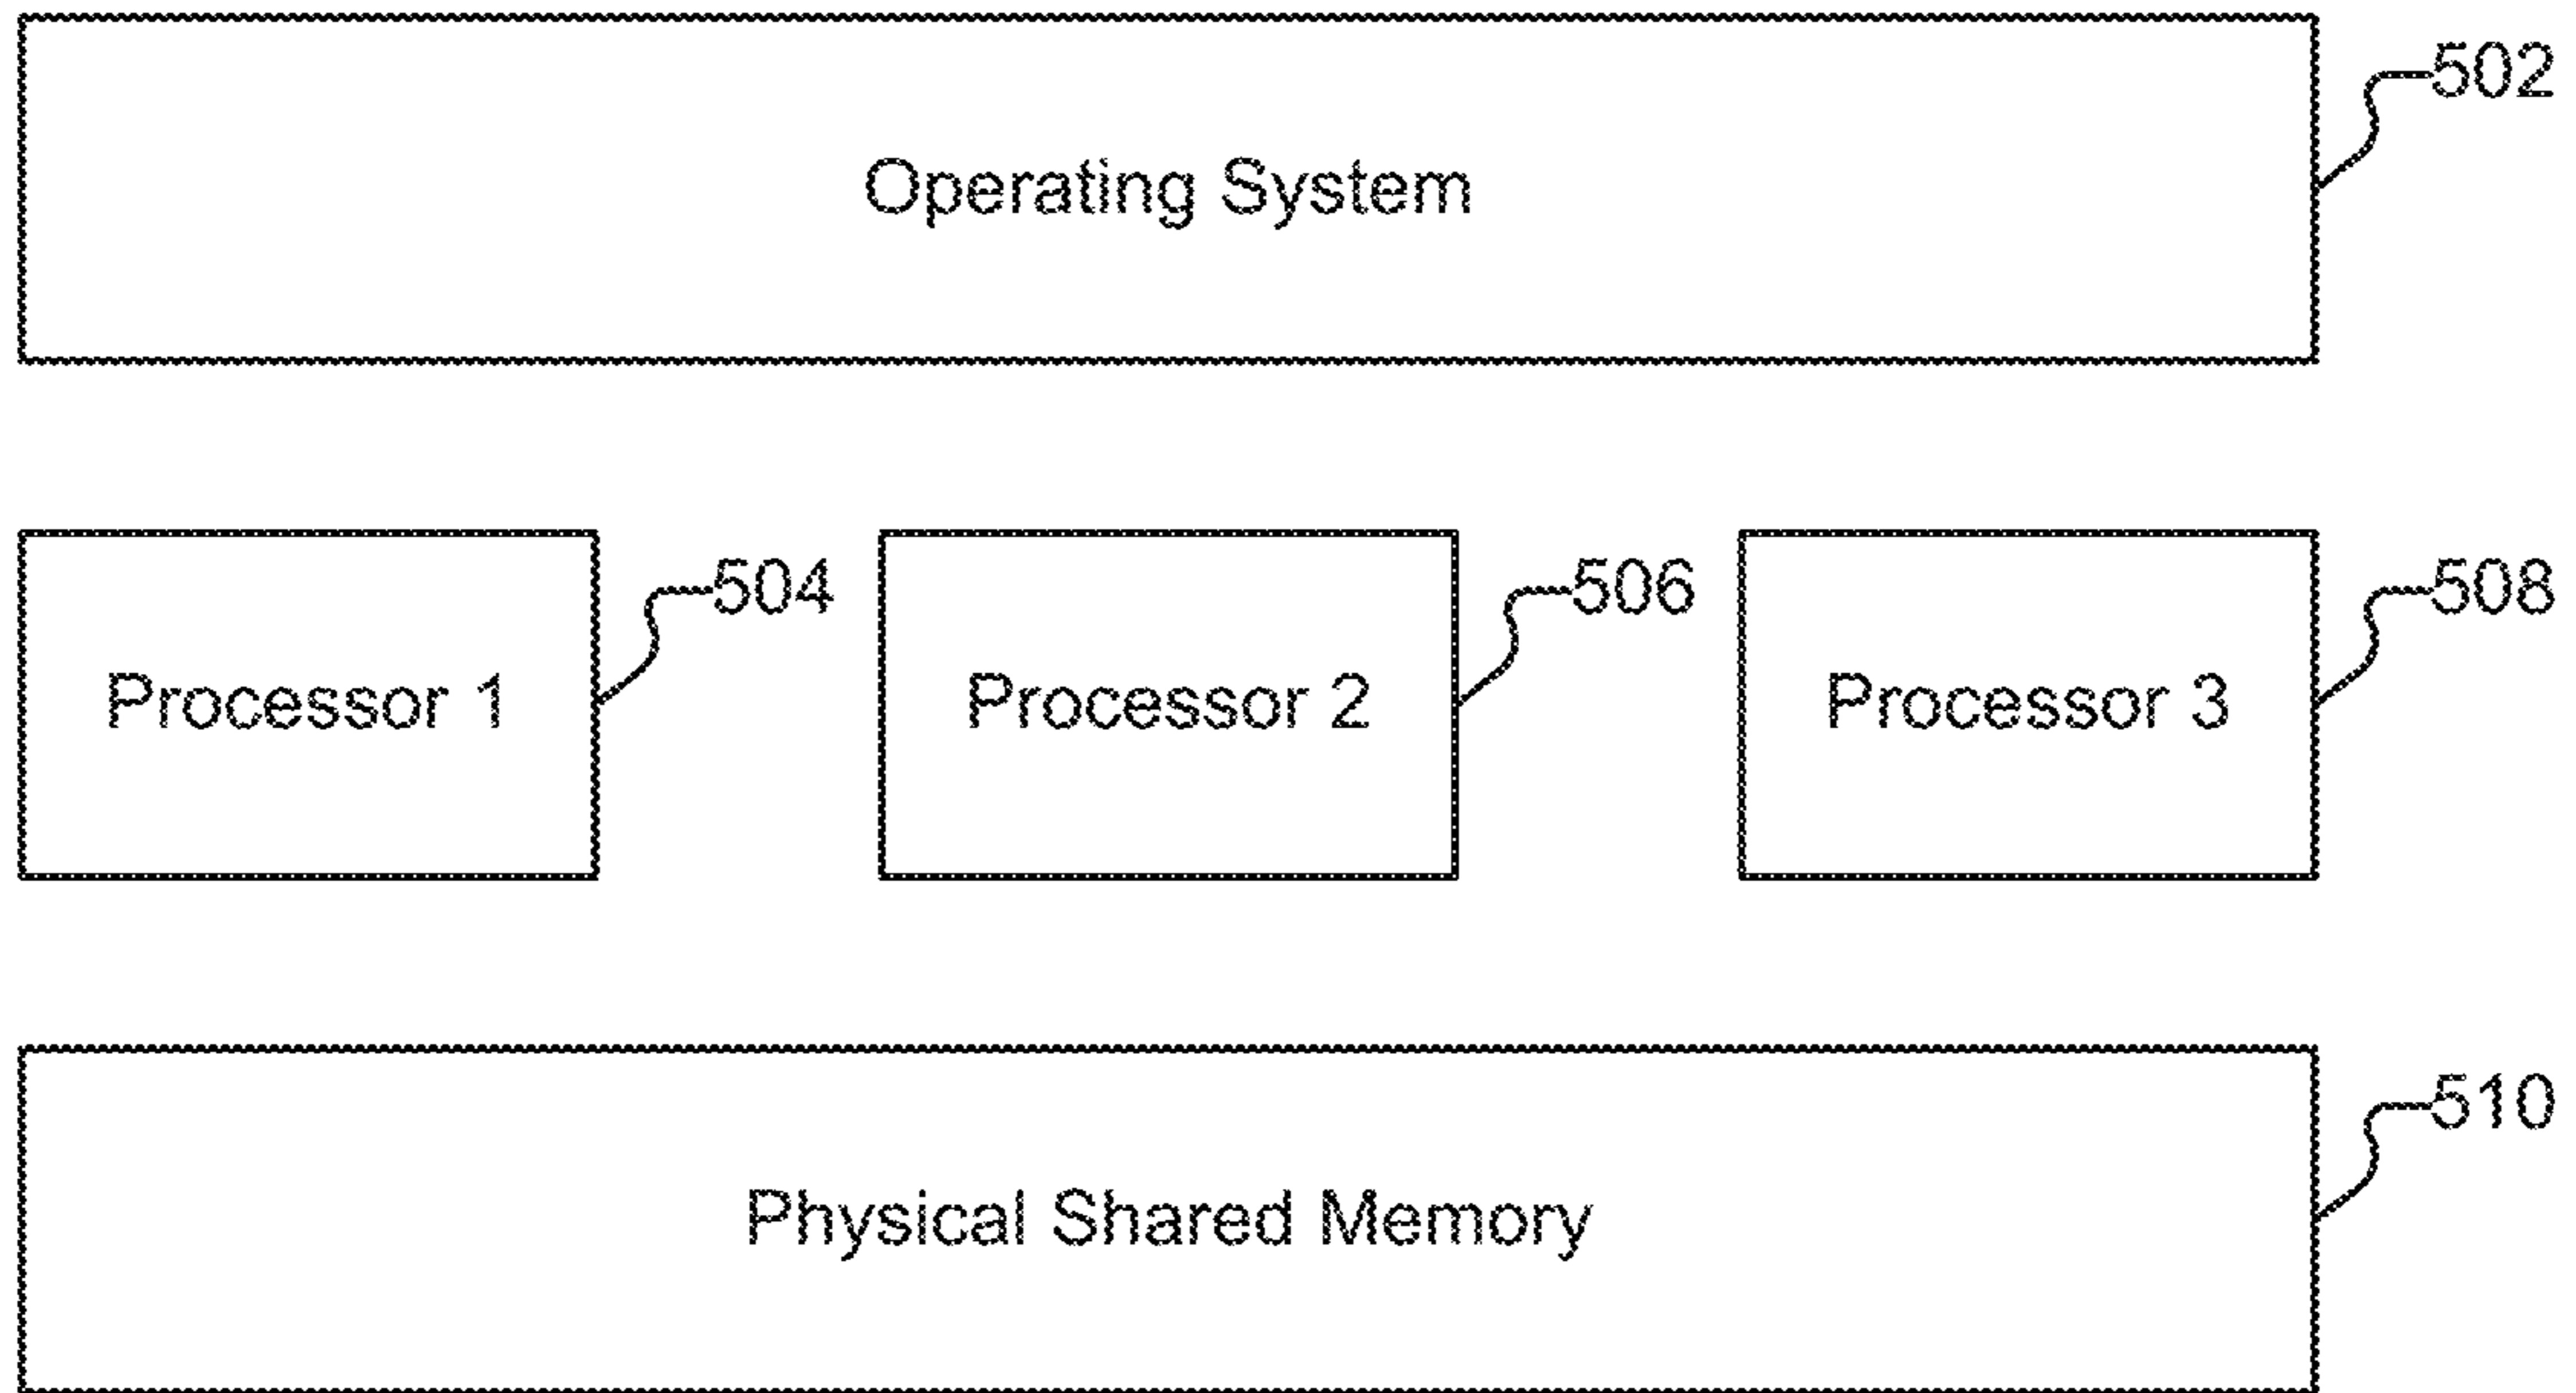 502
Operating System
504
506
508
Processor 1
Processor 2
Processor 3
510
Physical Shared Memory